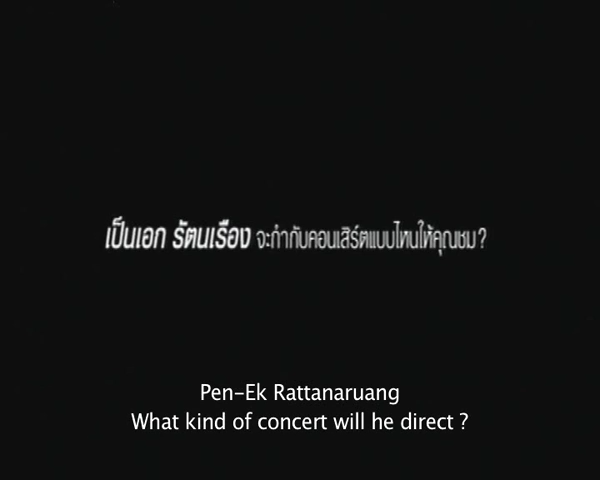 เป็นเอก รัตนเรือง จะกำกับคอนเสิร์ตแบบไหนให้คุณชม?
Pen-Ek Rattanaruang
What kind of concert will he direct ?